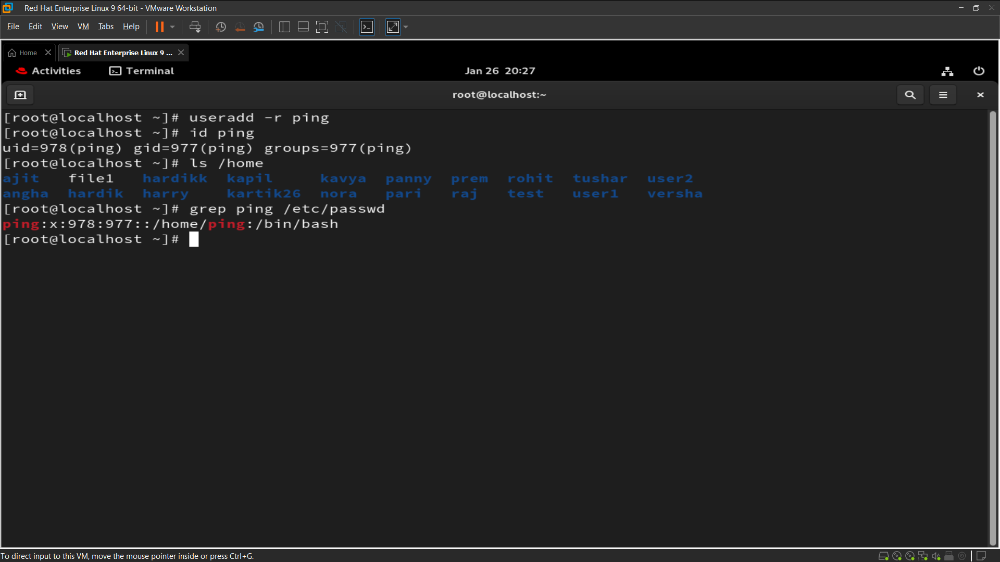 Red Hat Enterprise Linux 9 64-bit - VMware Workstation
File Edit View VM Tabs Help
Home Red Hat Enterprise Linux 9 ...
Activities Terminal Jan 26 20:27
root@localhost:~
[root@localhost ~]# useradd -r ping
[root@localhost ~]# id ping
uid=978(ping) gid=977(ping) groups=977(ping)
[root@localhost ~]# ls /home
ajit file1 hardikk kapil kavya panny prem rohit tushar user2
angha hardik harry kartik26 nora pari raj test user1 versha
[root@localhost ~]# grep ping /etc/passwd
ping:x:978:977::/home/ping:/bin/bash
[root@localhost ~]#
To direct input to this VM, move the mouse pointer inside or press Ctrl+G.